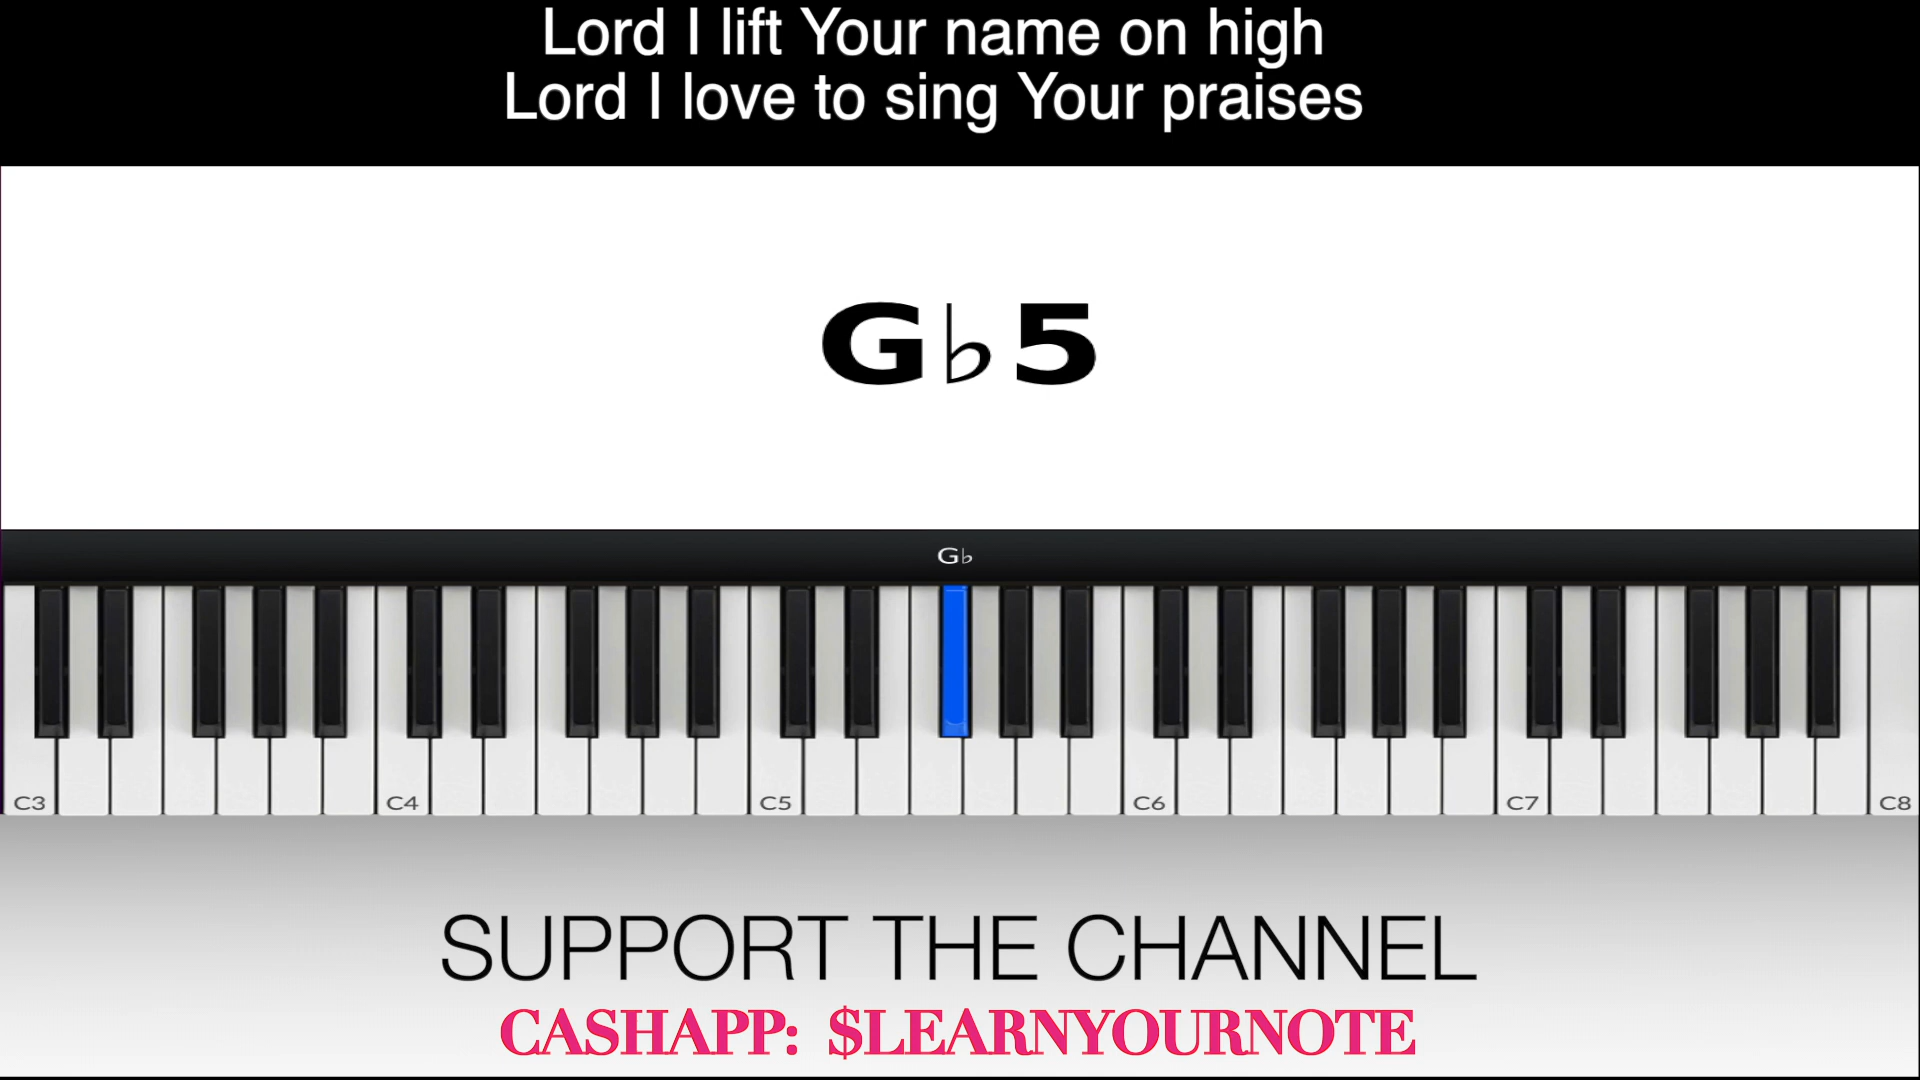 Lord I lift Your name on high
Lord I love to sing Your praises
G♭5
G♭
C3 C4 C5 C6 C7 C8
SUPPORT THE CHANNEL
CASHAPP: $LEARNYOURNOTE